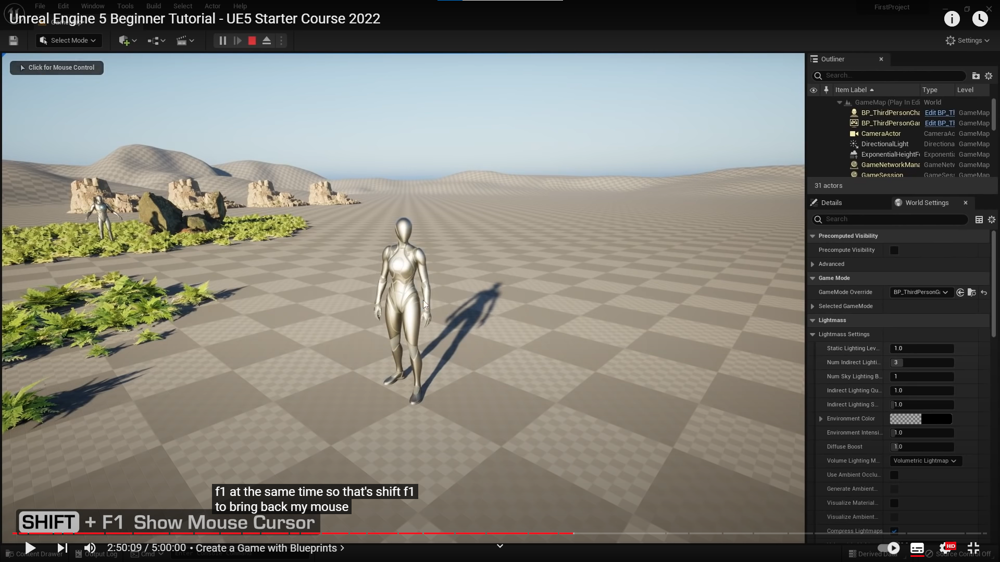 File Edit Window Tools Build Select Actor Help
FirstProject
Unreal Engine 5 Beginner Tutorial - UE5 Starter Course 2022
Select Mode
Settings
Click for Mouse Control
Outliner
Search...
Item Label Type Level
GameMap (Play In Edi World
BP_ThirdPersonCha Edit BP_Tl GameMap
BP_ThirdPersonGar Edit BP_Tl GameMap
CameraActor CameraAc GameMap
DirectionalLight Directiona GameMap
ExponentialHeightF Exponentia GameMap
GameNetworkMana GameNetw GameMap
GameSession GameSes GameMap
31 actors
Details World Settings
Search
Precomputed Visibility
Precompute Visibility
Advanced
Game Mode
GameMode Override BP_ThirdPersonG
Selected GameMode
Lightmass
Lightmass Settings
Static Lighting Lev... 1.0
Num Indirect Lighti... 3
Num Sky Lighting B... 1
Indirect Lighting Qu... 1.0
Indirect Lighting S... 1.0
Environment Color
Environment Intensi... 1.0
Diffuse Boost 1.0
Volume Lighting M... Volumetric Lightmap
Use Ambient Occlu...
Generate Ambient...
Visualize Material...
Visualize Ambient...
Compress Lightmaps
f1 at the same time so that's shift f1
to bring back my mouse
SHIFT + F1 Show Mouse Cursor
2:50:09 / 5:00:00 • Create a Game with Blueprints
HD
Content Drawer Output Log Cmd Enter Console Command Derived Data Source Control Off